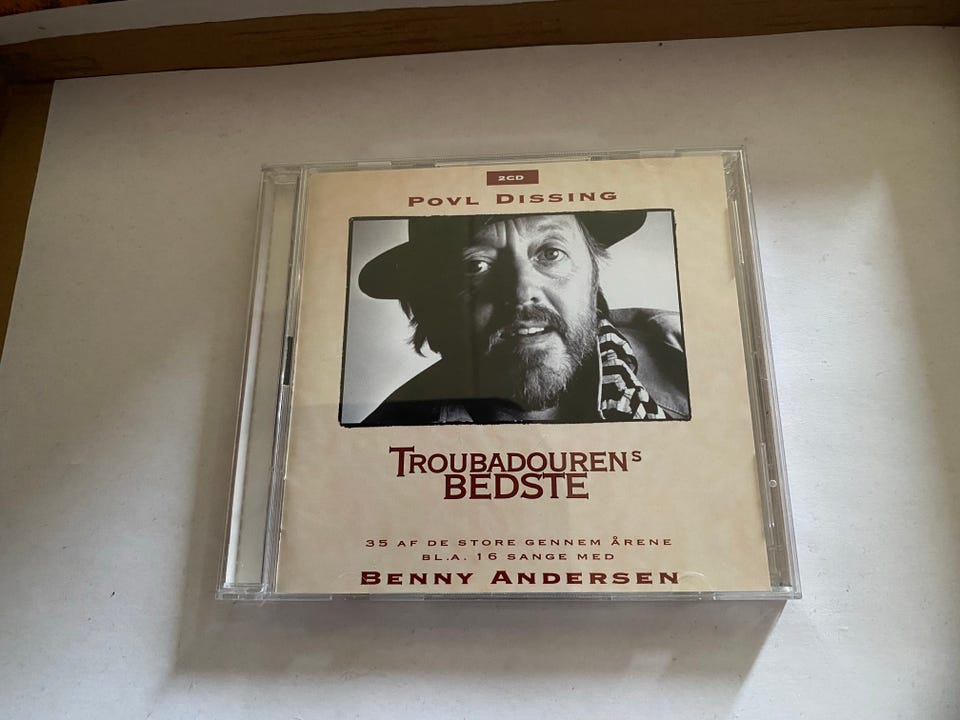 2CD
POVL DISSING
TROUBADOURENS
BEDSTE
35 AF DE STORE GENNEM ÅRENE
BL.A. 16 SANGE MED
BENNY ANDERSEN